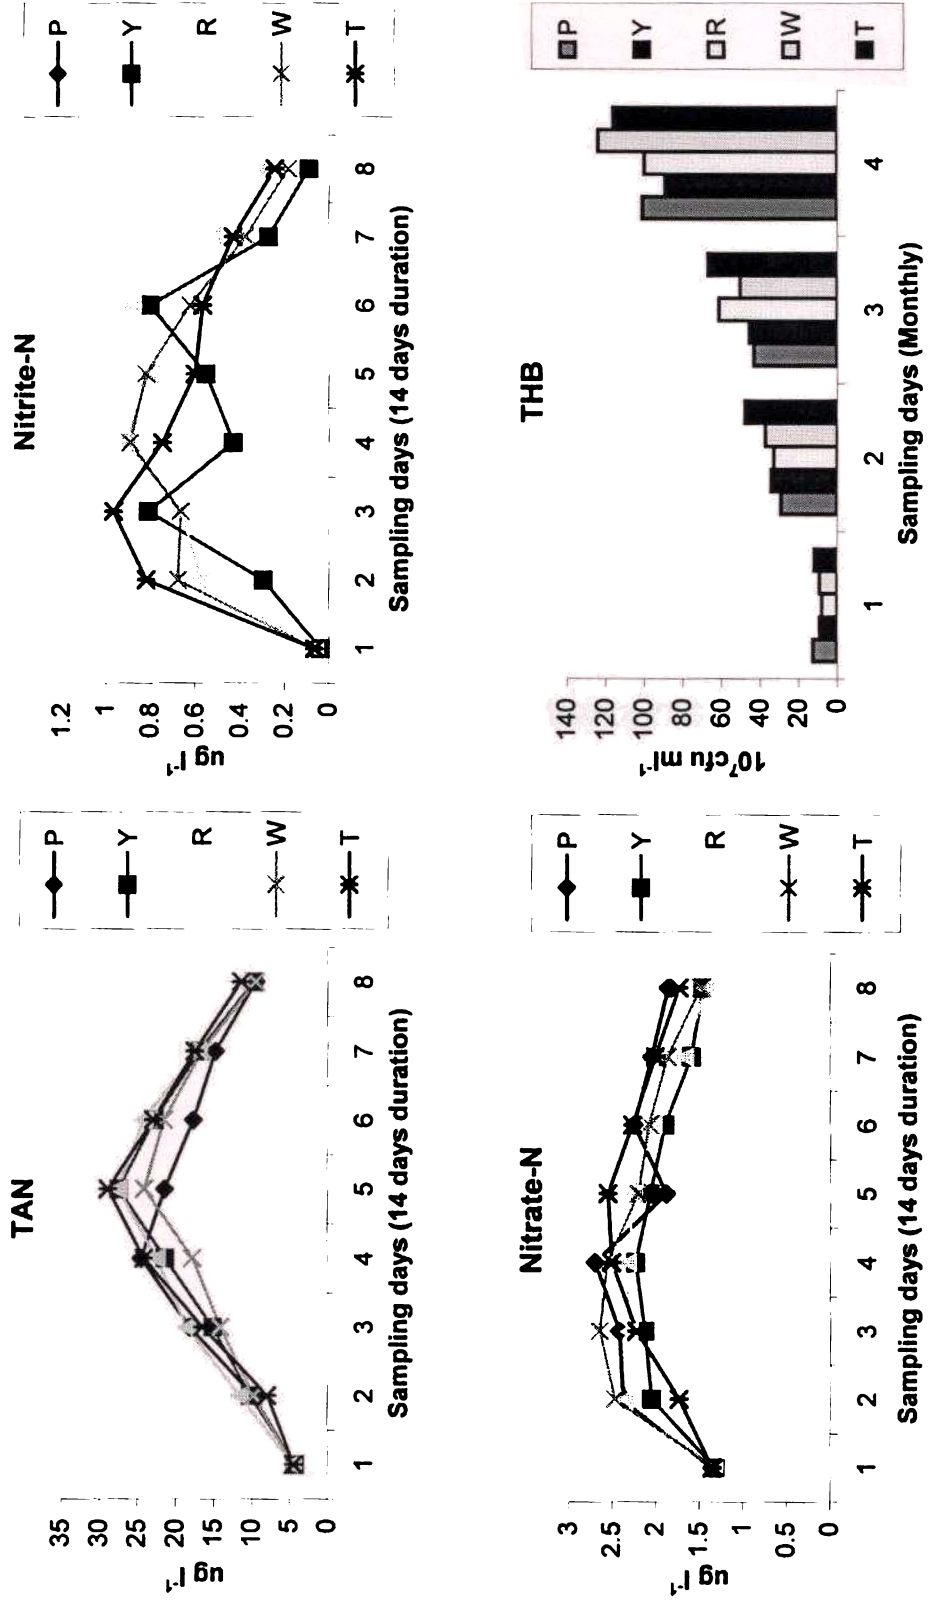 TAN
35
30
25
20
15
10
5
0
ug l⁻¹
1 2 3 4 5 6 7 8
Sampling days (14 days duration)
P
Y
R
W
T
Nitrite-N
1.2
1
0.8
0.6
0.4
0.2
0
ug l⁻¹
1 2 3 4 5 6 7 8
Sampling days (14 days duration)
P
Y
R
W
T
Nitrate-N
3
2.5
2
1.5
1
0.5
0
ug l⁻¹
1 2 3 4 5 6 7 8
Sampling days (14 days duration)
P
Y
R
W
T
THB
140
120
100
80
60
40
20
0
10⁷cfu ml⁻¹
1 2 3 4
Sampling days (Monthly)
P
Y
R
W
T